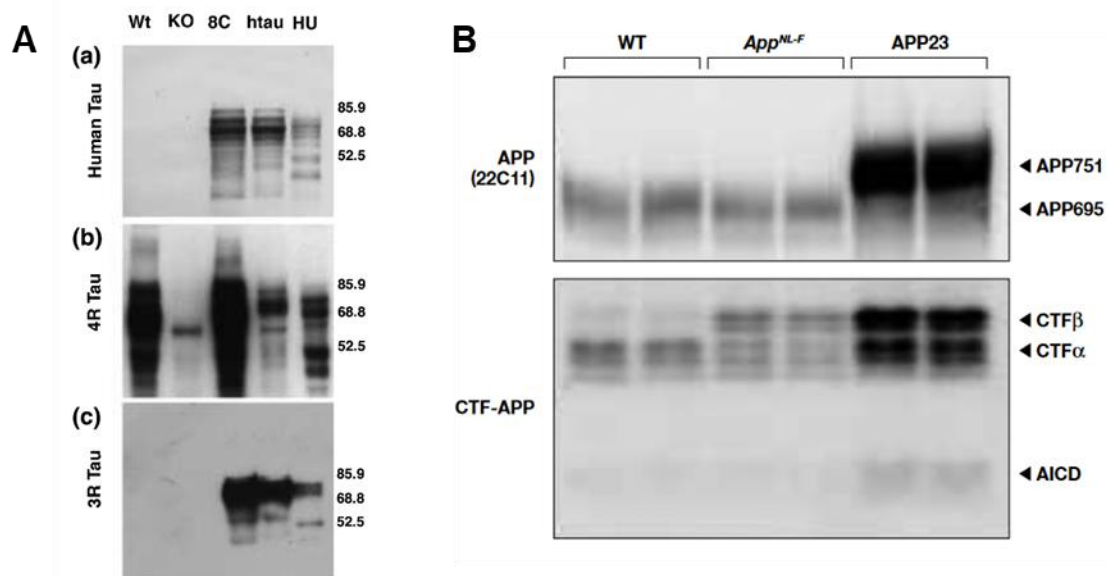 A
Wt KO 8C htau HU
(a)
Human Tau
85.9
68.8
52.5
(b)
4R Tau
85.9
68.8
52.5
(c)
3R Tau
85.9
68.8
52.5
B
WT App^NL-F APP23
APP
(22C11)
APP751
APP695
CTF-APP
CTFβ
CTFα
AICD